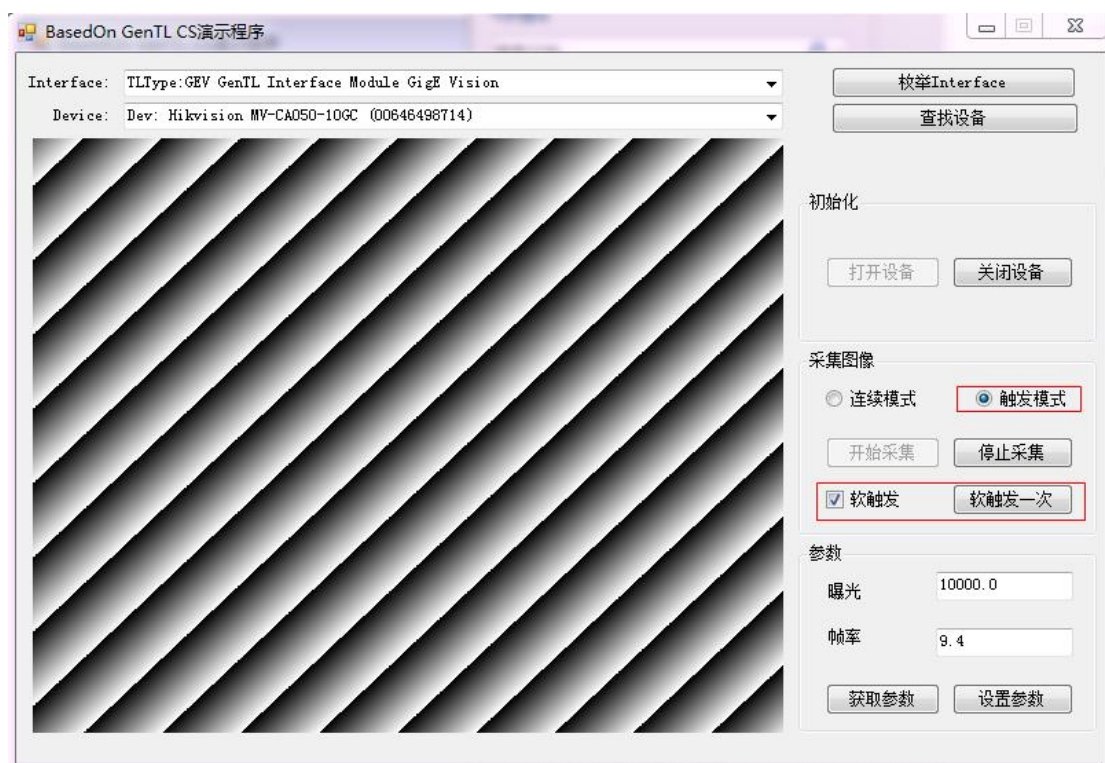 BasedOn GenTL CS演示程序
Interface: TLType:GEV GenTL Interface Module GigE Vision
枚举Interface
Device: Dev: Hikvision MV-CA050-10GC (00646498714)
查找设备
初始化
打开设备 关闭设备
采集图像
连续模式 触发模式
开始采集 停止采集
软触发 软触发一次
参数
曝光 10000.0
帧率 9.4
获取参数 设置参数